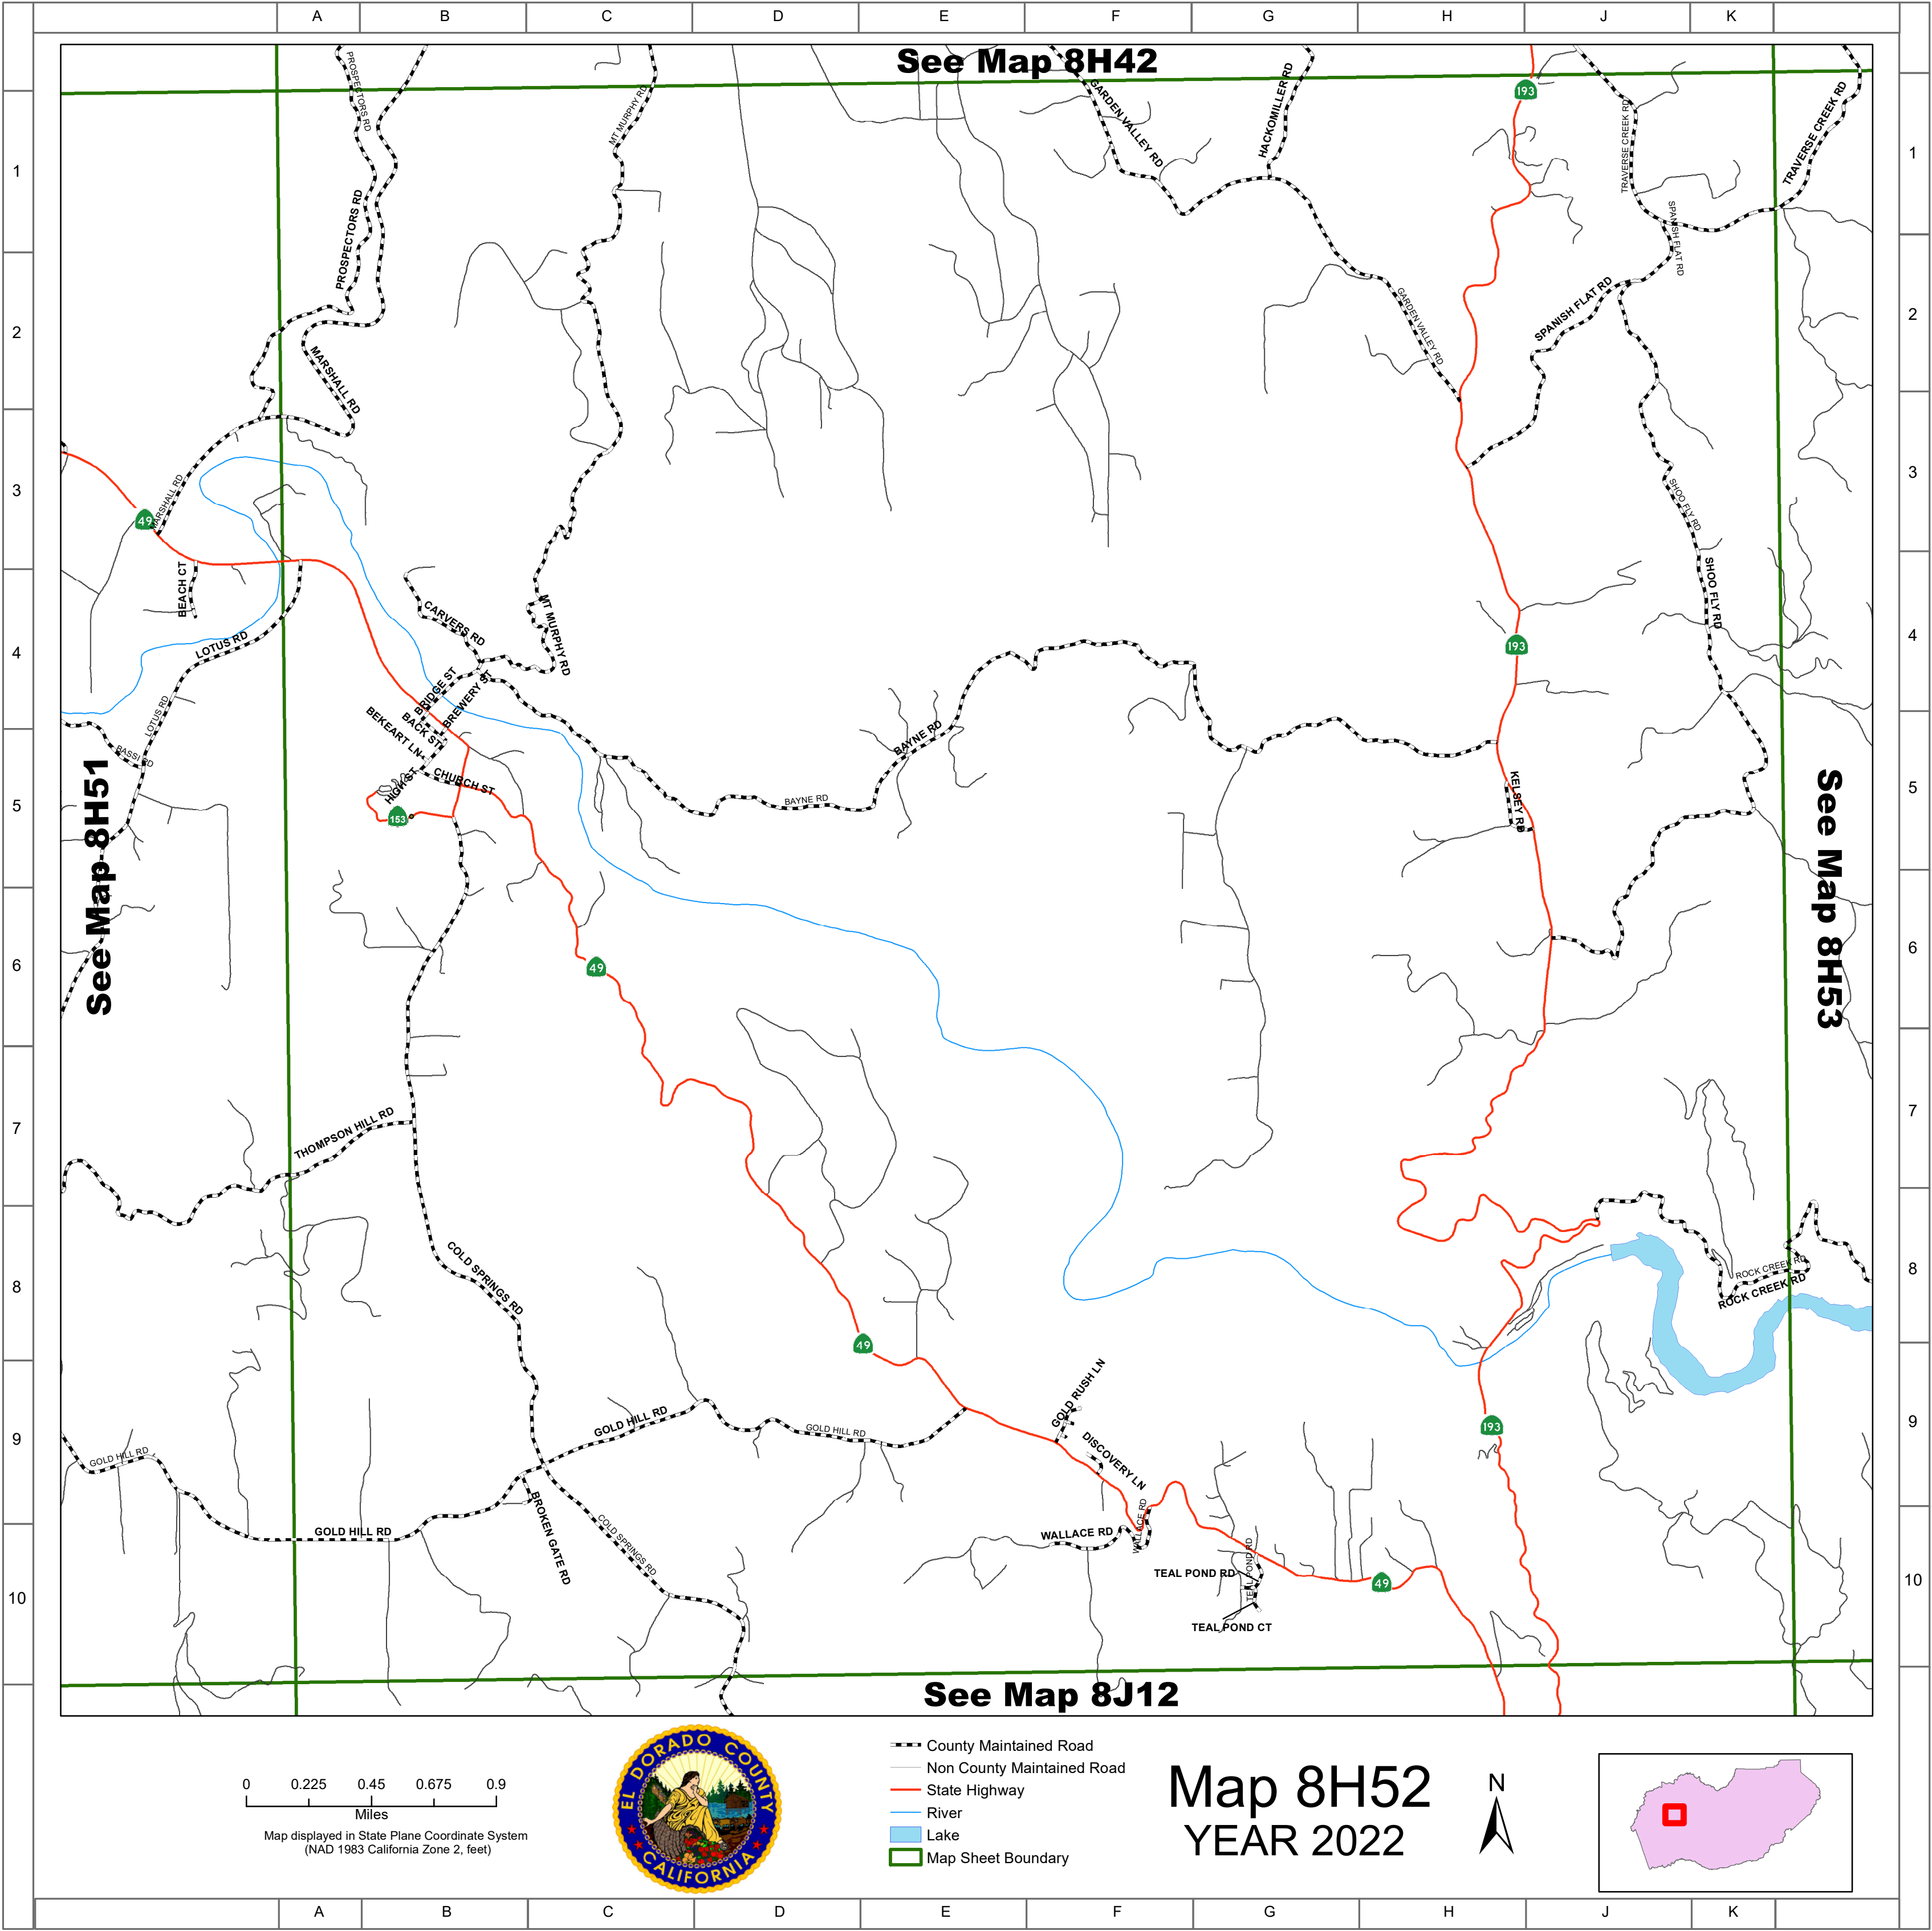 A B C D E F G H J K
See Map 8H42
1
2
3
4
5
6
7
8
9
10
1
2
3
4
5
6
7
8
9
10
See Map 8H51
See Map 8H53
PROSPECTORS RD
PROSPECTORS RD
MT MURPHY RD
GARDEN VALLEY RD
HACKOMILLER RD
193
TRAVERSE CREEK RD
TRAVERSE CREEK RD
SPANISH FLAT RD
SPANISH FLAT RD
GARDEN VALLEY RD
MARSHALL RD
MARSHALL RD
49
SHOO FLY RD
SHOO FLY RD
BEACH CT
LOTUS RD
LOTUS RD
BASSI RD
CARVERS RD
MT MURPHY RD
BRIDGE ST
BREWERY ST
BACK ST
BEKEART LN
CHURCH ST
HIGH ST
153
BAYNE RD
BAYNE RD
193
KELSEY RD
49
THOMPSON HILL RD
COLD SPRINGS RD
ROCK CREEK RD
ROCK CREEK RD
49
GOLD RUSH LN
DISCOVERY LN
193
GOLD HILL RD
GOLD HILL RD
GOLD HILL RD
GOLD HILL RD
BROKEN GATE RD
COLD SPRINGS RD
WALLACE RD
WALLACE RD
TEAL POND RD
TEAL POND RD
TEAL POND CT
49
See Map 8J12
0 0.225 0.45 0.675 0.9
Miles
Map displayed in State Plane Coordinate System
(NAD 1983 California Zone 2, feet)
EL DORADO COUNTY
CALIFORNIA
County Maintained Road
Non County Maintained Road
State Highway
River
Lake
Map Sheet Boundary
Map 8H52
YEAR 2022
N
A B C D E F G H J K